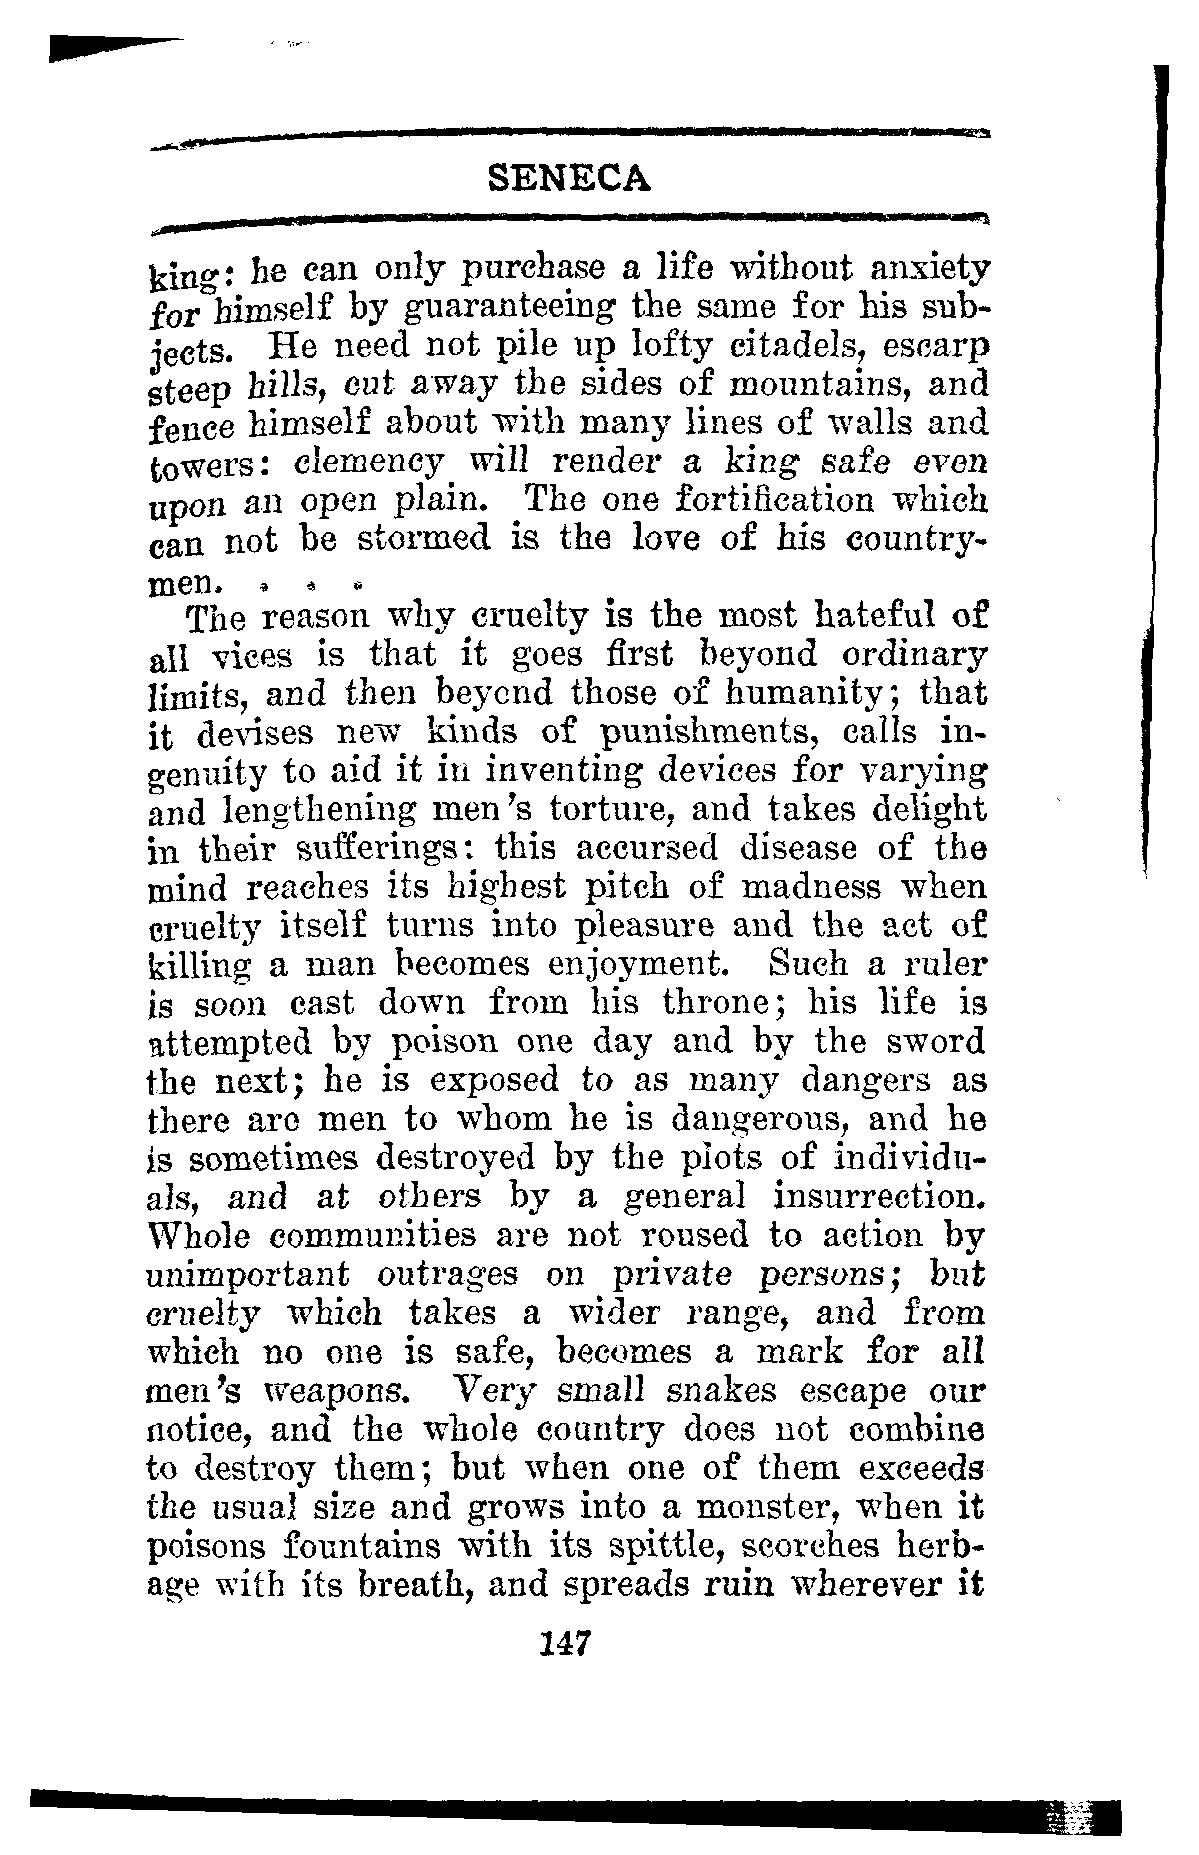 SENECA
king: he can only purchase a life without anxiety
for himself by guaranteeing the same for his sub-
jects. He need not pile up lofty citadels, escarp
steep hills, cut away the sides of mountains, and
fence himself about with many lines of walls and
towers: clemency will render a king safe even
upon an open plain. The one fortification which
can not be stormed is the love of his country-
men. . . .
The reason why cruelty is the most hateful of
all vices is that it goes first beyond ordinary
limits, and then beyond those of humanity; that
it devises new kinds of punishments, calls in-
genuity to aid it in inventing devices for varying
and lengthening men's torture, and takes delight
in their sufferings: this accursed disease of the
mind reaches its highest pitch of madness when
cruelty itself turns into pleasure and the act of
killing a man becomes enjoyment. Such a ruler
is soon cast down from his throne; his life is
attempted by poison one day and by the sword
the next; he is exposed to as many dangers as
there are men to whom he is dangerous, and he
is sometimes destroyed by the plots of individu-
als, and at others by a general insurrection.
Whole communities are not roused to action by
unimportant outrages on private persons; but
cruelty which takes a wider range, and from
which no one is safe, becomes a mark for all
men's weapons. Very small snakes escape our
notice, and the whole country does not combine
to destroy them; but when one of them exceeds
the usual size and grows into a monster, when it
poisons fountains with its spittle, scorches herb-
age with its breath, and spreads ruin wherever it
147